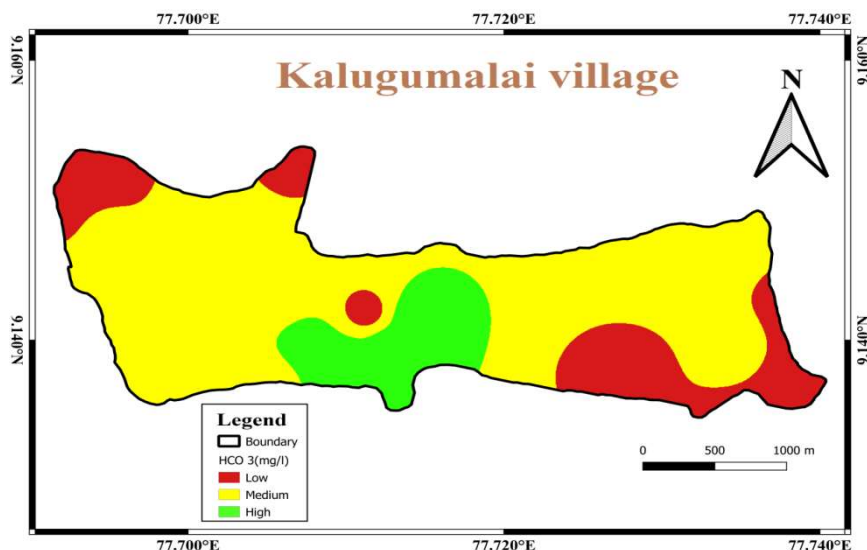 77.700°E 77.720°E 77.740°E
9.160°N 9.160°N
Kalugumalai village
N
9.140°N 9.140°N
Legend
Boundary
HCO 3(mg/l)
Low
Medium
High
0 500 1000 m
77.700°E 77.720°E 77.740°E